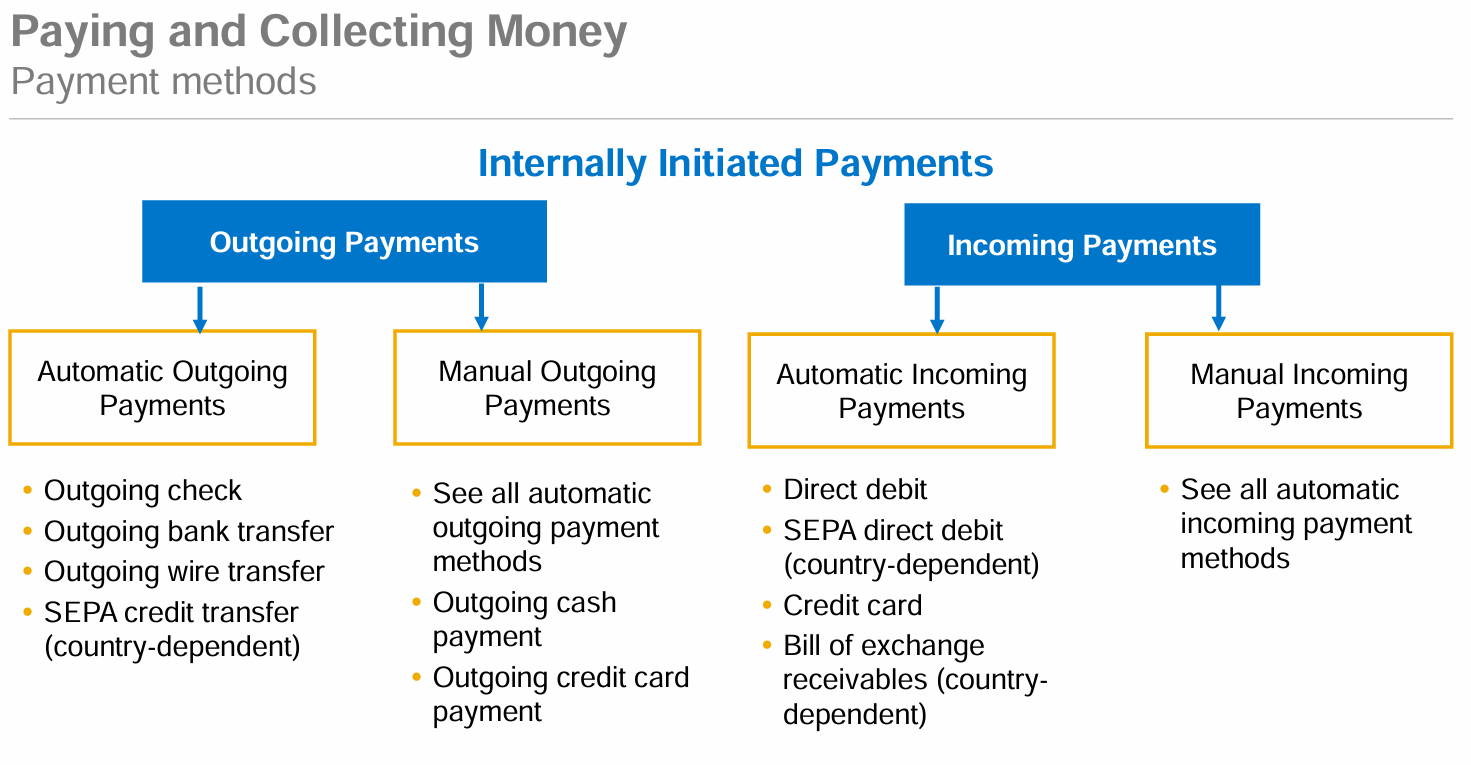 Paying and Collecting Money
Payment methods
Internally Initiated Payments
Outgoing Payments
Automatic Outgoing
Payments
• Outgoing check
• Outgoing bank transfer
• Outgoing wire transfer
• SEPA credit transfer
(country-dependent)
Manual Outgoing
Payments
• See all automatic
outgoing payment
methods
• Outgoing cash
payment
• Outgoing credit card
payment
Incoming Payments
Automatic Incoming
Payments
• Direct debit
• SEPA direct debit
(country-dependent)
• Credit card
• Bill of exchange
receivables (country-
dependent)
Manual Incoming
Payments
• See all automatic
incoming payment
methods